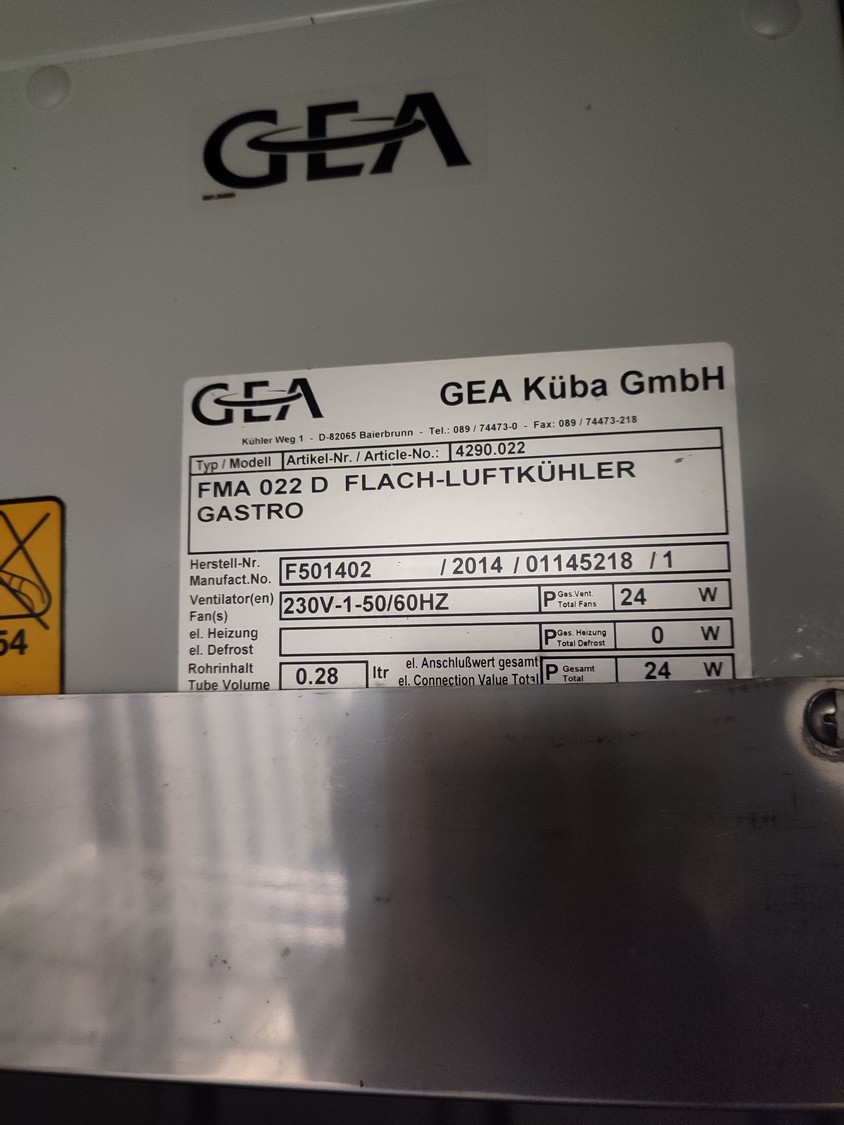 GEA
GEA GEA Küba GmbH
Kühler Weg 1 - D-82065 Baierbrunn - Tel.: 089 / 74473-0 - Fax: 089 / 74473-218
Typ / Modell Artikel-Nr. / Article-No.: 4290.022
FMA 022 D FLACH-LUFTKÜHLER
GASTRO
Herstell-Nr.
Manufact.No. F501402 / 2014 / 01145218 / 1
Ventilator(en)
Fan(s) 230V-1-50/60HZ P Ges.Vent. Total Fans 24 W
el. Heizung
el. Defrost P Ges. Heizung Total Defrost 0 W
Rohrinhalt
Tube Volume 0.28 ltr el. Anschlußwert gesamt
el. Connection Value Total P Gesamt Total 24 W
54